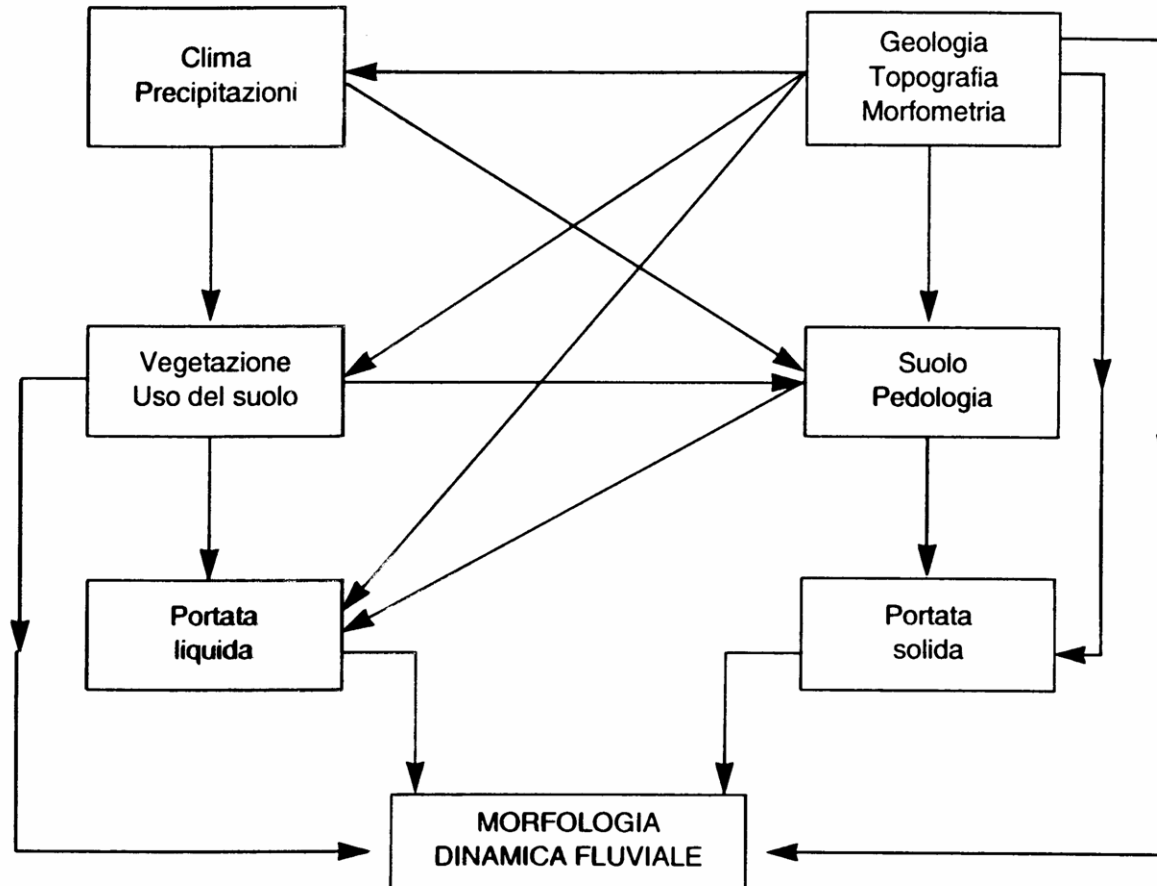 Clima
Precipitazioni
Geologia
Topografia
Morfometria
Vegetazione
Uso del suolo
Suolo
Pedologia
Portata
liquida
Portata
solida
MORFOLOGIA
DINAMICA FLUVIALE